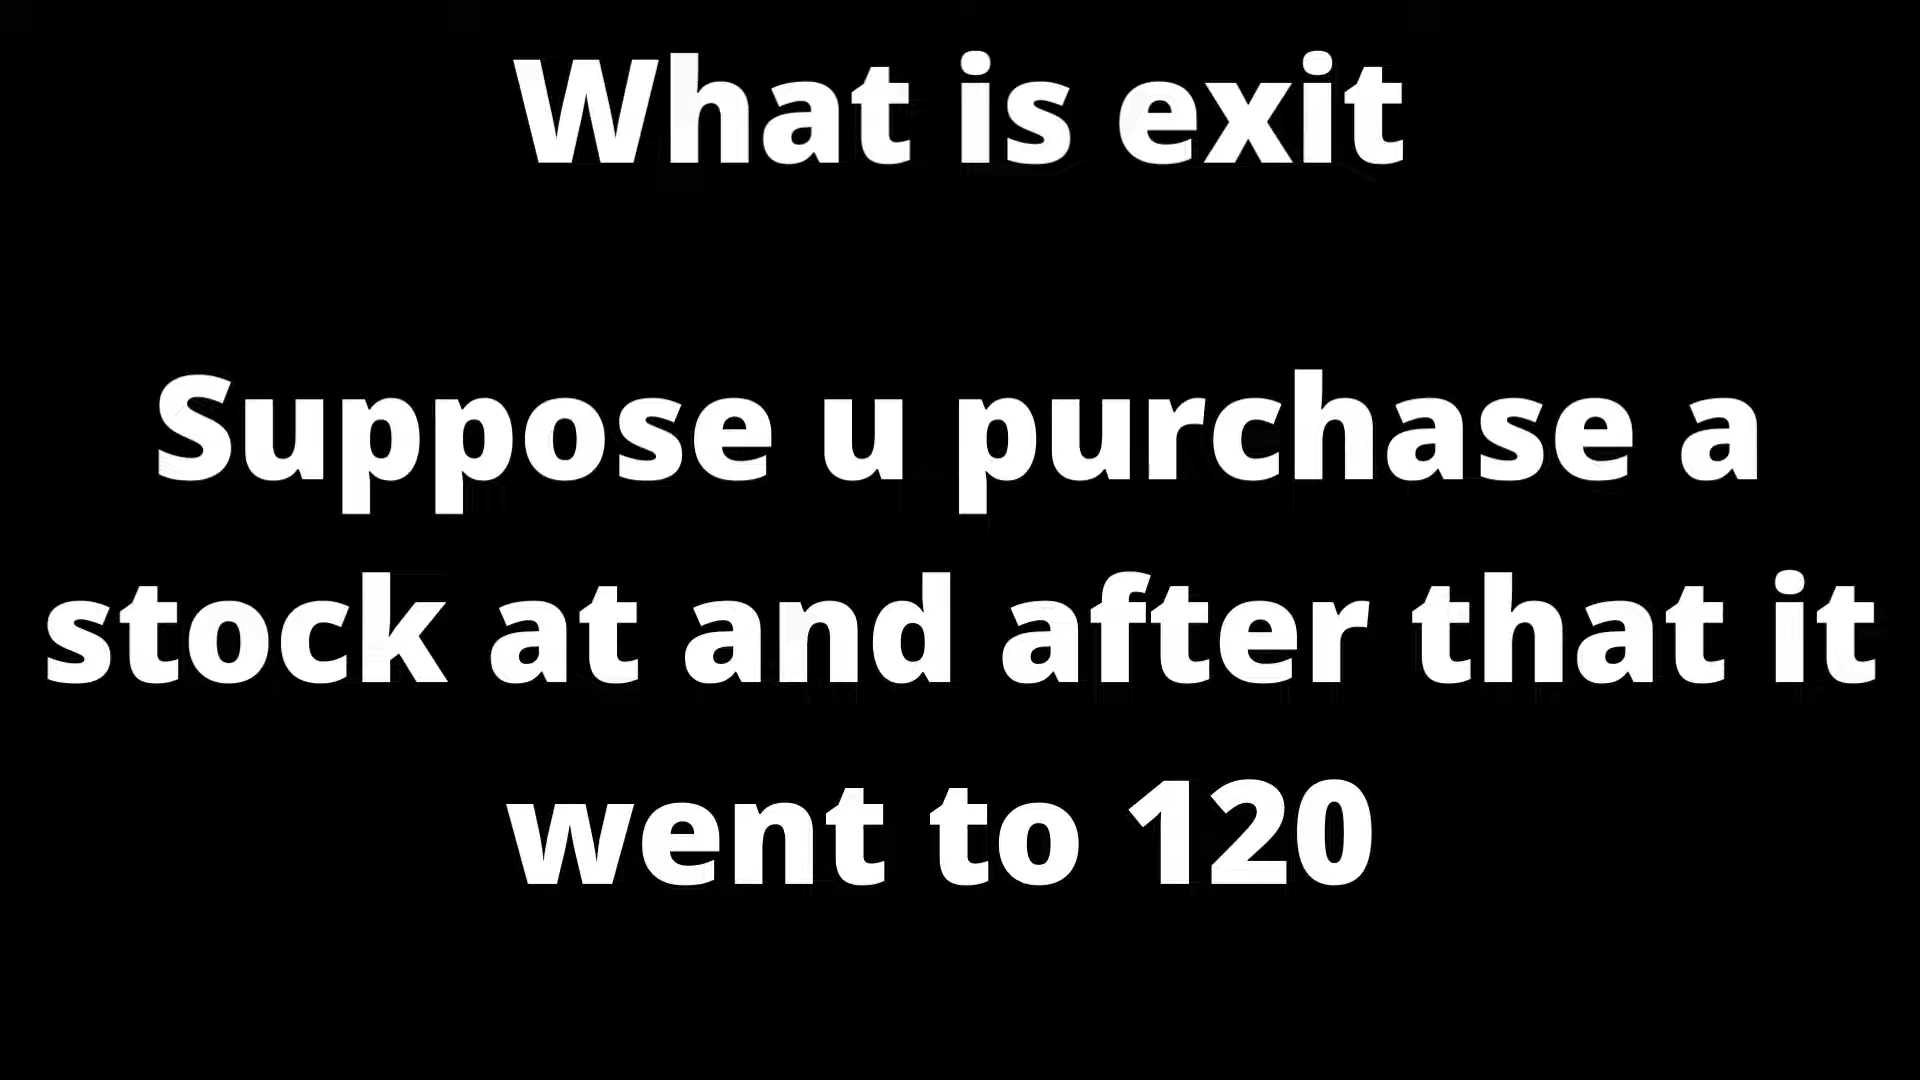 What is exit
Suppose u purchase a
stock at and after that it
went to 120